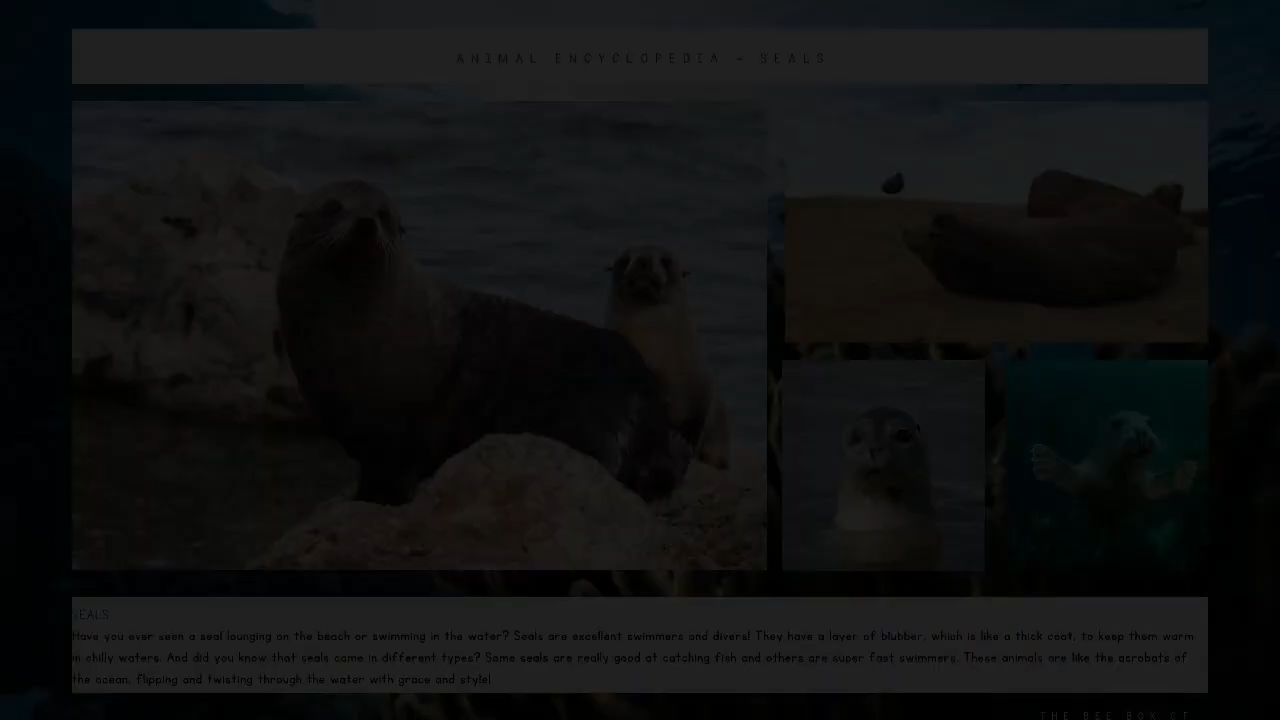 ANIMAL ENCYCLOPEDIA - SEALS
SEALS
Have you ever seen a seal lounging on the beach or swimming in the water? Seals are excellent swimmers and divers! They have a layer of blubber, which is like a thick coat, to keep them warm
in chilly waters. And did you know that seals come in different types? Some seals are really good at catching fish and others are super fast swimmers. These animals are like the acrobats of
the ocean, flipping and twisting through the water with grace and style!
THE BEE BOX CF